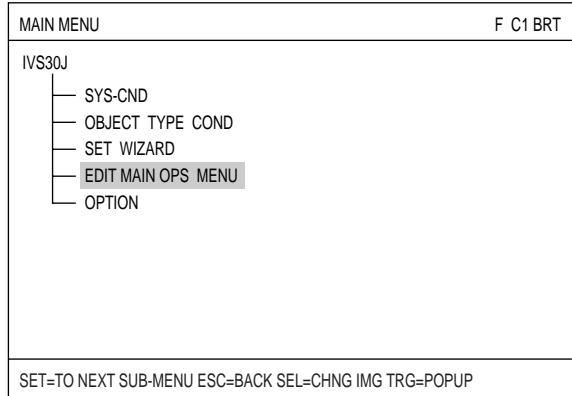 MAIN MENU F C1 BRT
IVS30J
SYS-CND
OBJECT TYPE COND
SET WIZARD
EDIT MAIN OPS MENU
OPTION
SET=TO NEXT SUB-MENU ESC=BACK SEL=CHNG IMG TRG=POPUP